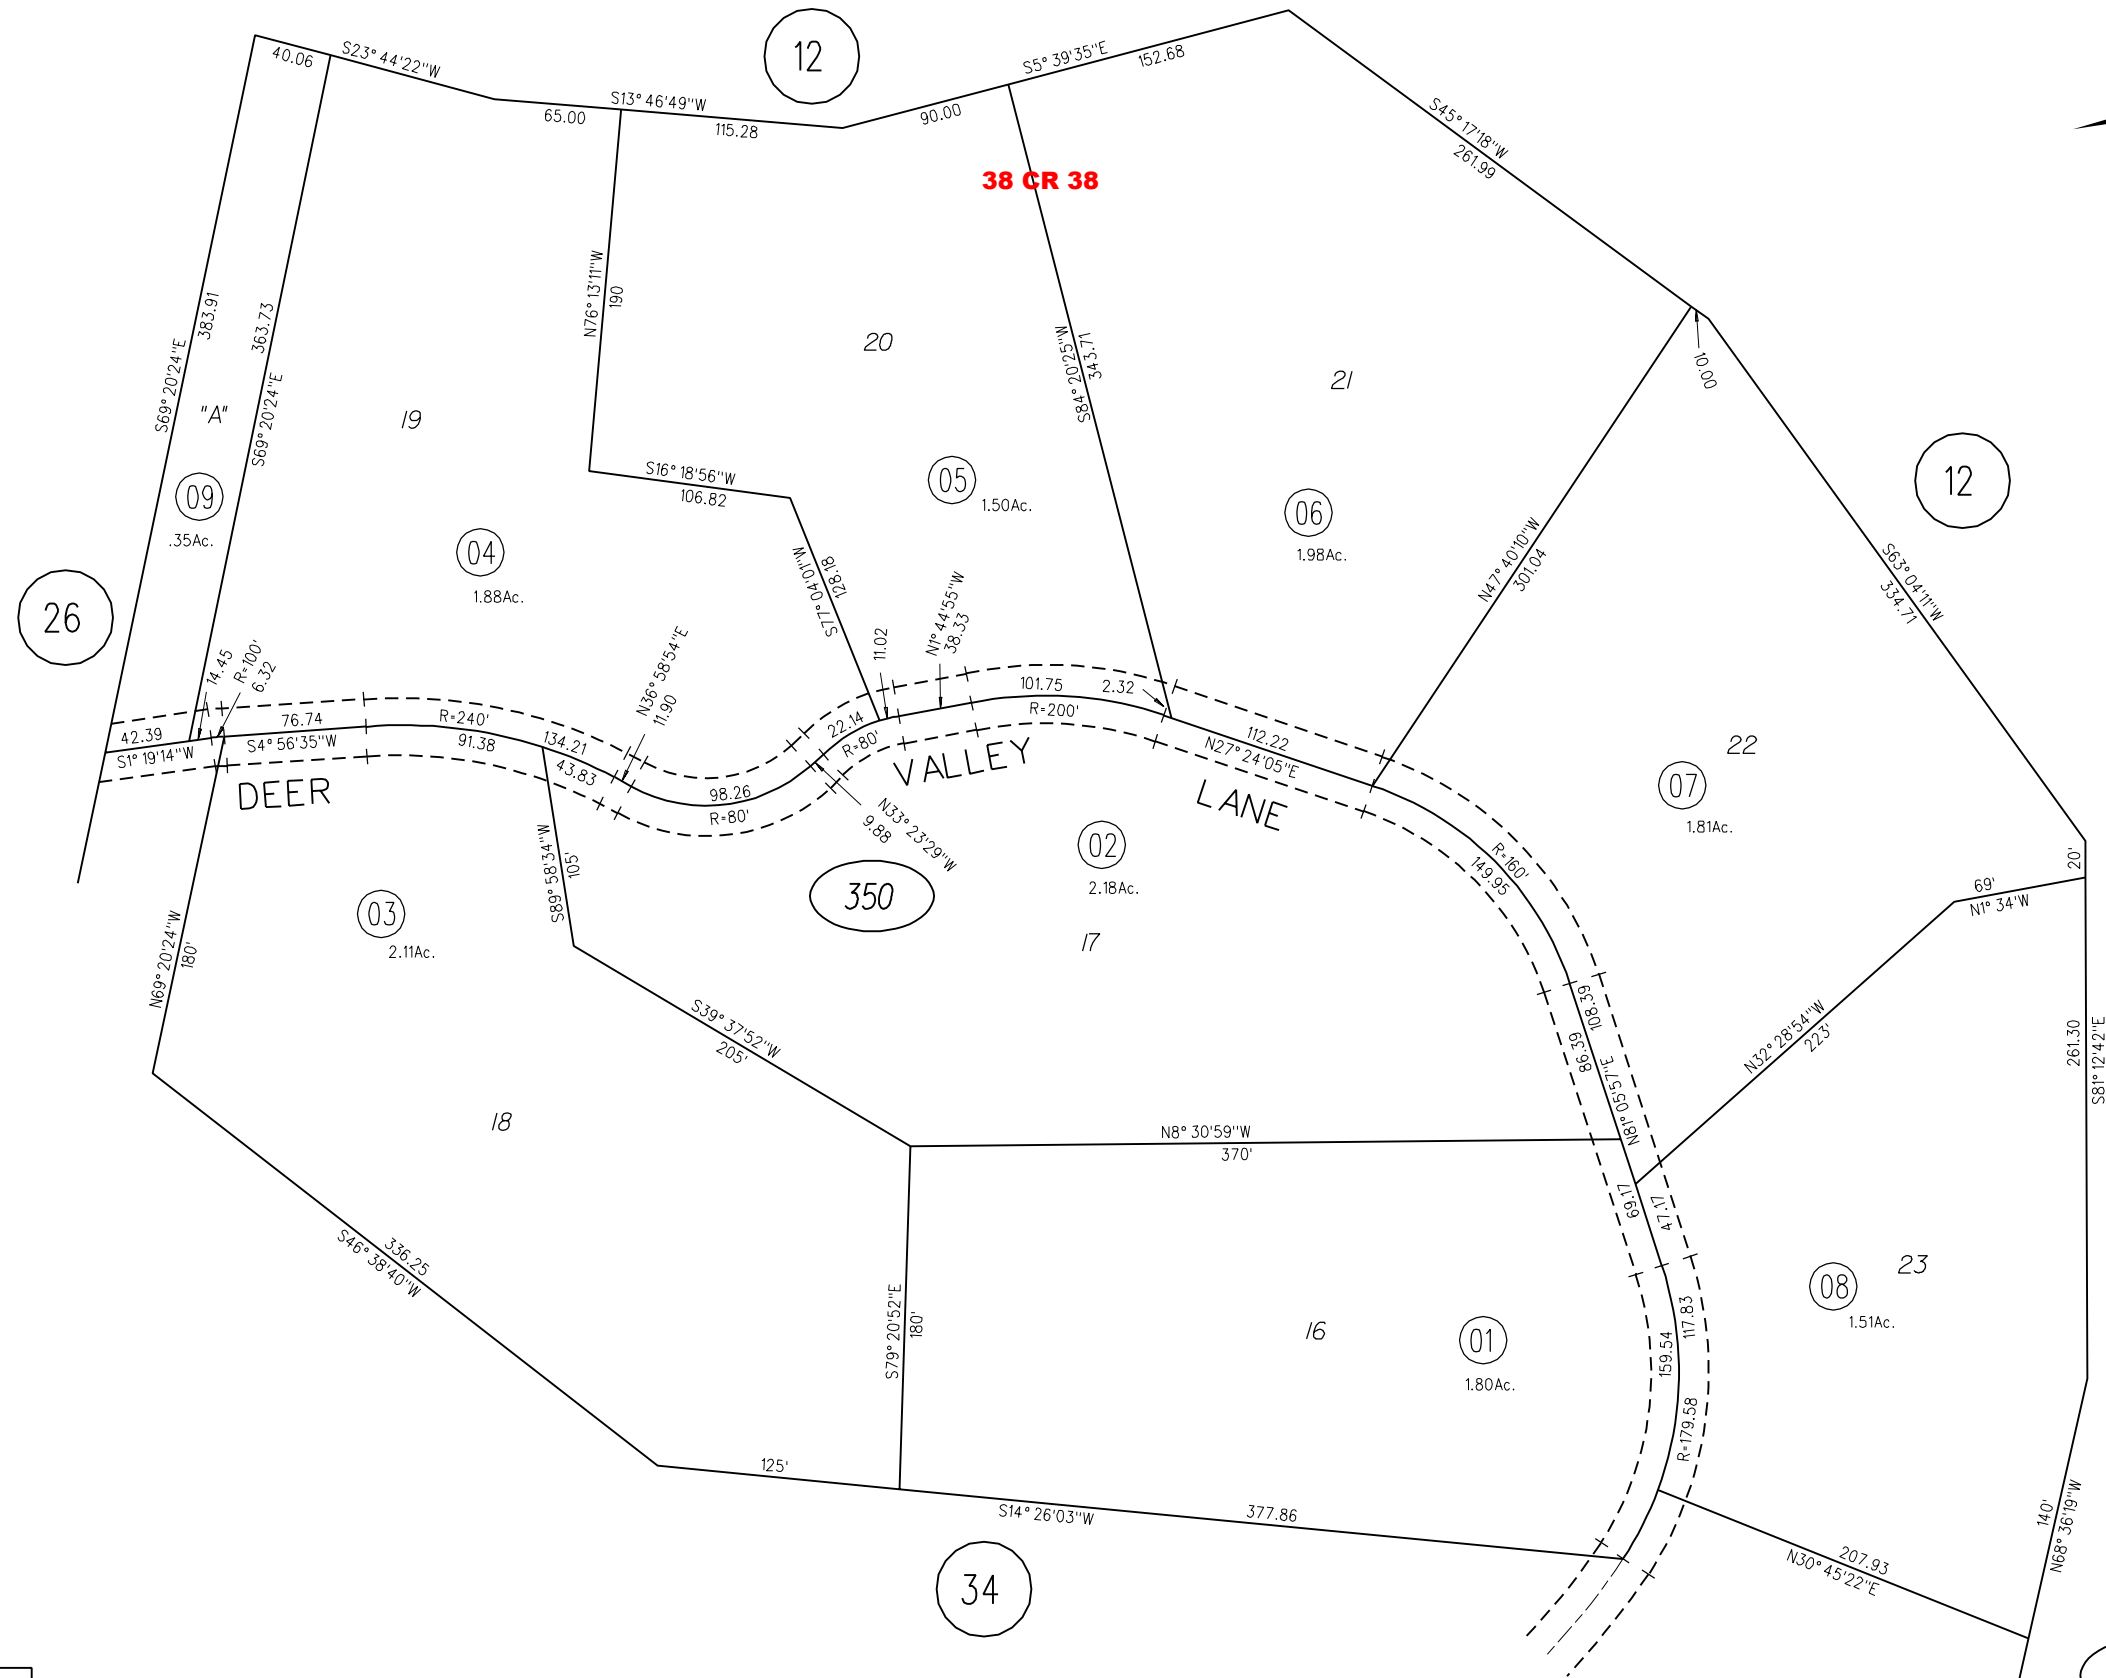 40.06
S23° 44'22"W
12
S13° 46'49"W
65.00
115.28
90.00
S5° 39'35"E
152.68
38 CR 38
S45° 17'18"W
261.99
S69° 20'24"E
383.91
363.73
S69° 20'24"E
"A"
19
N76° 13'11"W
190
20
S84° 20'25"W
343.71
21
10.00
09
.35Ac.
04
1.88Ac.
S16° 18'56"W
106.82
05
1.50Ac.
06
1.98Ac.
12
26
S77° 04'01"W
128.18
N47° 40'10"W
301.04
S63° 04'11"W
334.71
14.45
R=100'
6.32
N36° 58'54"E
11.90
11.02
N1° 44'55"W
38.33
42.39
S1° 19'14"W
76.74
S4° 56'35"W
R=240'
91.38
134.21
43.83
98.26
R=80'
22.14
R=80'
101.75
R=200'
2.32
112.22
N27° 24'05"E
22
07
1.81Ac.
DEER
VALLEY
LANE
N33° 23'29"W
9.88
R=160'
149.95
02
2.18Ac.
350
17
20'
69'
N1° 34'W
S89° 58'34"W
105'
03
2.11Ac.
N69° 20'24"W
180'
S39° 37'52"W
205'
108.39
86.39
N81° 05'57"E
N32° 28'54"W
223'
261.30
S81° 12'42"E
18
N8° 30'59"W
370'
69.17
47.17
336.25
S46° 38'40"W
S79° 20'52"E
180'
16
01
1.80Ac.
159.54
117.83
R=179.58
08
23
1.51Ac.
125'
S14° 26'03"W
377.86
34
207.93
N30° 45'22"E
140'
N68° 36'19"W